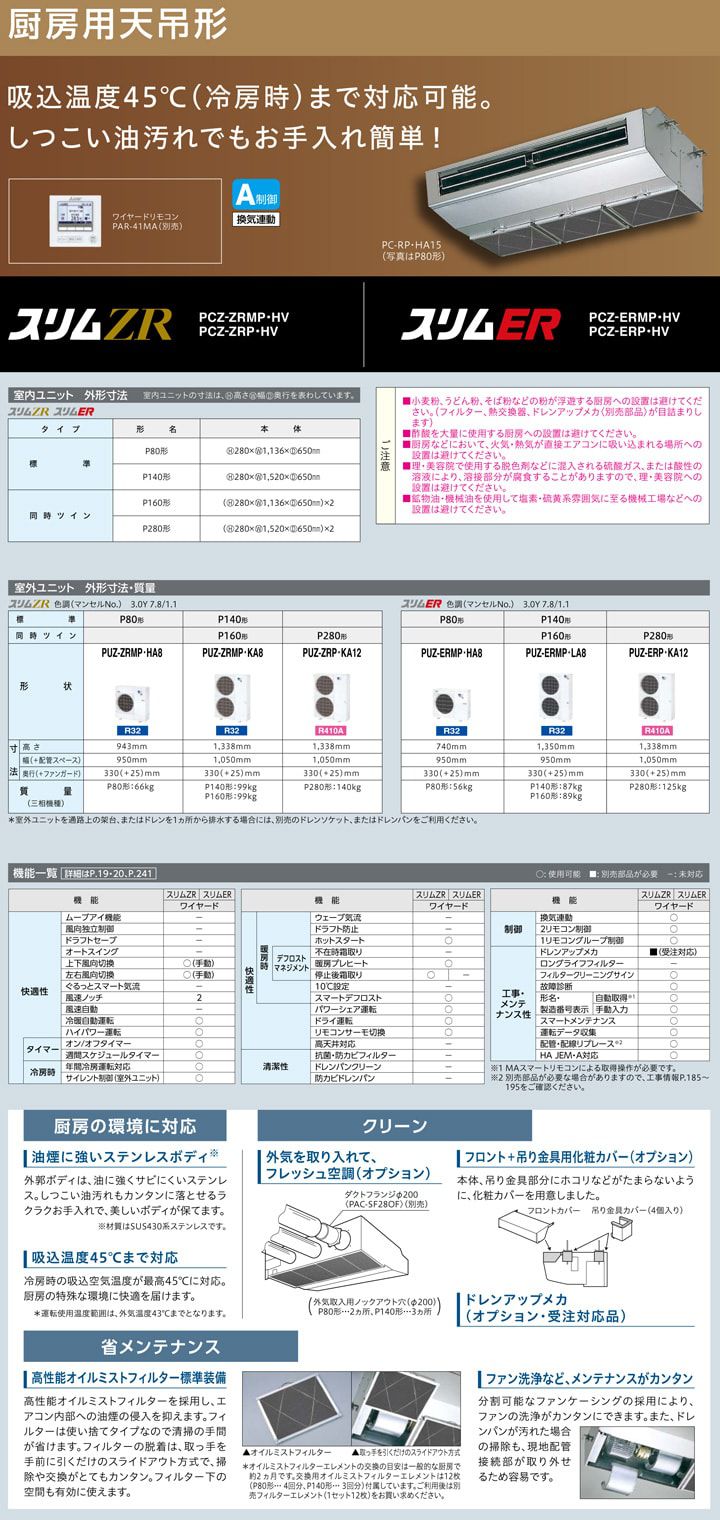 厨房用天吊形
吸込温度45℃(冷房時)まで対応可能。
しつこい油汚れでもお手入れ簡単!
ワイヤードリモコン
PAR-41MA(別売)
A制御
換気連動
PC-RP・HA15
(写真はP80形)
スリムZR
PCZ-ZRMP・HV
PCZ-ZRP・HV
スリムER
PCZ-ERMP・HV
PCZ-ERP・HV
室内ユニット 外形寸法 室内ユニットの寸法は、Ⓗ高さⓌ幅Ⓓ奥行を表わしています。
スリムZR スリムER
タイプ 形名 本体
標準 P80形 Ⓗ280×Ⓦ1,136×Ⓓ650㎜
P140形 Ⓗ280×Ⓦ1,520×Ⓓ650㎜
同時ツイン P160形 (Ⓗ280×Ⓦ1,136×Ⓓ650㎜)×2
P280形 (Ⓗ280×Ⓦ1,520×Ⓓ650㎜)×2
ご注意
■小麦粉、うどん粉、そば粉などの粉が浮遊する厨房への設置は避けてくだ
さい。(フィルター、熱交換器、ドレンアップメカ(別売部品)が目詰まりし
ます)
■酢酸を大量に使用する厨房への設置は避けてください。
■厨房などにおいて、火気・熱気が直接エアコンに吸い込まれる場所への
設置は避けてください。
■理・美容院で使用する脱色剤などに混入される硫酸ガス、または酸性の
溶液により、溶接部分が腐食することがありますので、理・美容院への
設置は避けてください。
■鉱物油・機械油を使用して塩素・硫黄系雰囲気に至る機械工場などへの
設置は避けてください。
室外ユニット 外形寸法・質量
スリムZR 色調(マンセルNo.) 3.0Y 7.8/1.1
標準 P80形 P140形
同時ツイン P160形 P280形
形状 PUZ-ZRMP・HA8 PUZ-ZRMP・KA8 PUZ-ZRP・KA12
R32 R32 R410A
寸法 高さ 943mm 1,338mm 1,338mm
幅(+配管スペース) 950mm 1,050mm 1,050mm
奥行(+ファンガード) 330(+25)mm 330(+25)mm 330(+25)mm
質量 (三相機種) P80形:66kg P140形:99kg P280形:140kg
P160形:99kg
スリムER 色調(マンセルNo.) 3.0Y 7.8/1.1
P80形 P140形
P160形 P280形
PUZ-ERMP・HA8 PUZ-ERMP・LA8 PUZ-ERP・KA12
R32 R32 R410A
740mm 1,350mm 1,338mm
950mm 950mm 1,050mm
330(+25)mm 330(+25)mm 330(+25)mm
P80形:56kg P140形:87kg P280形:125kg
P160形:89kg
*室外ユニットを通路上の架台、またはドレンを1ヵ所から排水する場合には、別売のドレンソケット、またはドレンパンをご利用ください。
機能一覧 詳細はP.19・20、P.241
○:使用可能 ■:別売部品が必要 −:未対応
機能 スリムZR スリムER
ワイヤード
快適性
ムーブアイ機能 −
風向独立制御 −
ドラフトセーブ −
オートスイング −
上下風向切換 ○(手動)
左右風向切換 ○(手動)
ぐるっとスマート気流 −
風速ノッチ 2
風速自動 −
冷暖自動運転 ○
ハイパワー運転 ○
タイマー オン/オフタイマー ○
週間スケジュールタイマー ○
冷房時 年間冷房運転対応 ○
サイレント制御(室外ユニット) ○
機能 スリムZR スリムER
ワイヤード
快適性 暖房時
ウェーブ気流 −
ドラフト防止 −
ホットスタート ○
デフロストマネジメント 不在時霜取り −
暖房プレヒート ○
停止後霜取り ○ −
10℃設定 −
スマートデフロスト ○
パワーシェア運転 ○
ドライ運転 ○
リモコンサーモ切換 ○
高天井対応 −
清潔性 抗菌・防カビフィルター −
ドレンパンクリーン −
防カビドレンパン −
機能 スリムZR スリムER
ワイヤード
制御 換気連動 ○
2リモコン制御 ○
1リモコングループ制御 ○
工事・メンテナンス性
ドレンアップメカ ■(受注対応)
ロングライフフィルター −
フィルタークリーニングサイン ○
故障診断 ○
形名・製造番号表示 自動取得※1 ○
手動入力 ○
スマートメンテナンス ○
運転データ収集 ○
配管・配線リプレース※2 ○
HA JEM-A対応 ○
※1 MAスマートリモコンによる取得操作が必要です。
※2 別売部品が必要な場合がありますので、工事情報P.185〜
195をご確認ください。
厨房の環境に対応
油煙に強いステンレスボディ※
外郭ボディは、油に強くサビにくいステンレ
ス。しつこい油汚れもカンタンに落とせるラ
クラクお手入れで、美しいボディが保てます。
※材質はSUS430系ステンレスです。
吸込温度45℃まで対応
冷房時の吸込空気温度が最高45℃に対応。
厨房の特殊な環境に快適を届けます。
*運転使用温度範囲は、外気温度43℃までとなります。
クリーン
外気を取り入れて、
フレッシュ空調(オプション)
ダクトフランジφ200
〈PAC-SF28OF〉(別売)
(外気取入用ノックアウト穴(φ200)
P80形…2ヵ所、P140形…3ヵ所)
フロント+吊り金具用化粧カバー(オプション)
本体、吊り金具部分にホコリなどがたまらないよう
に、化粧カバーを用意しました。
フロントカバー 吊り金具カバー(4個入り)
ドレンアップメカ
(オプション・受注対応品)
省メンテナンス
高性能オイルミストフィルター標準装備
高性能オイルミストフィルターを採用し、エ
アコン内部への油煙の侵入を抑えます。フィ
ルターは使い捨てタイプなので清掃の手間
が省けます。フィルターの脱着は、取っ手を
手前に引くだけのスライドアウト方式で、掃
除や交換がとてもカンタン。フィルター下の
空間も有効に使えます。
▲オイルミストフィルター
▲取っ手を引くだけのスライドアウト方式
*オイルミストフィルターエレメントの交換の目安は一般的な厨房で
約2ヵ月です。交換用オイルミストフィルターエレメントは12枚
(P80形…4回分、P140形…3回分)付属しています。ご利用後は別
売フィルターエレメント(1セット12枚)をお買い求めください。
ファン洗浄など、メンテナンスがカンタン
分割可能なファンケーシングの採用により、
ファンの洗浄がカンタンにできます。また、ドレ
ンパンが汚れた場合
の掃除も、現地配管
接続部が取り外せ
るため容易です。